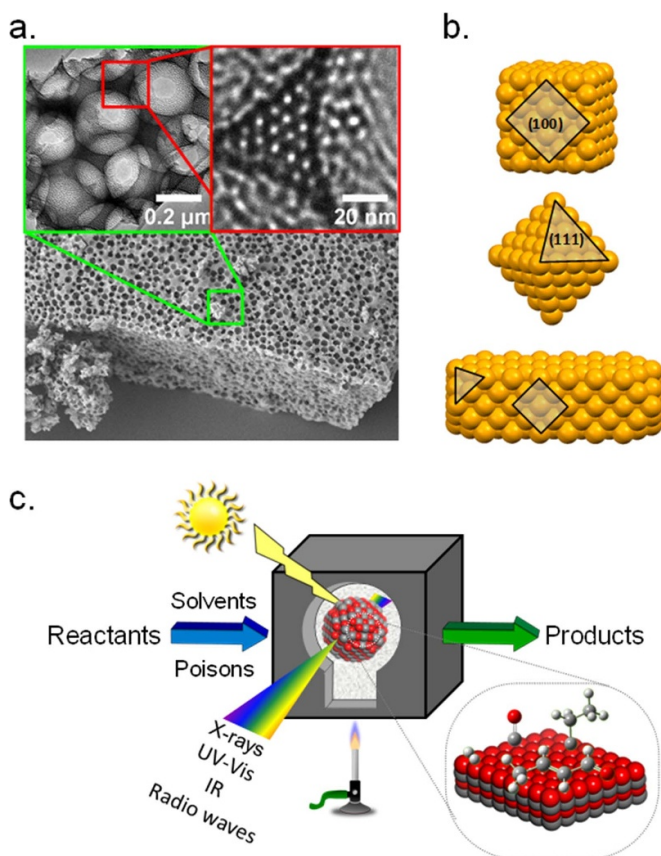 a.
0.2 μm
20 nm
b.
(100)
(111)
c.
Solvents
Reactants
Products
Poisons
X-rays
UV-Vis
IR
Radio waves